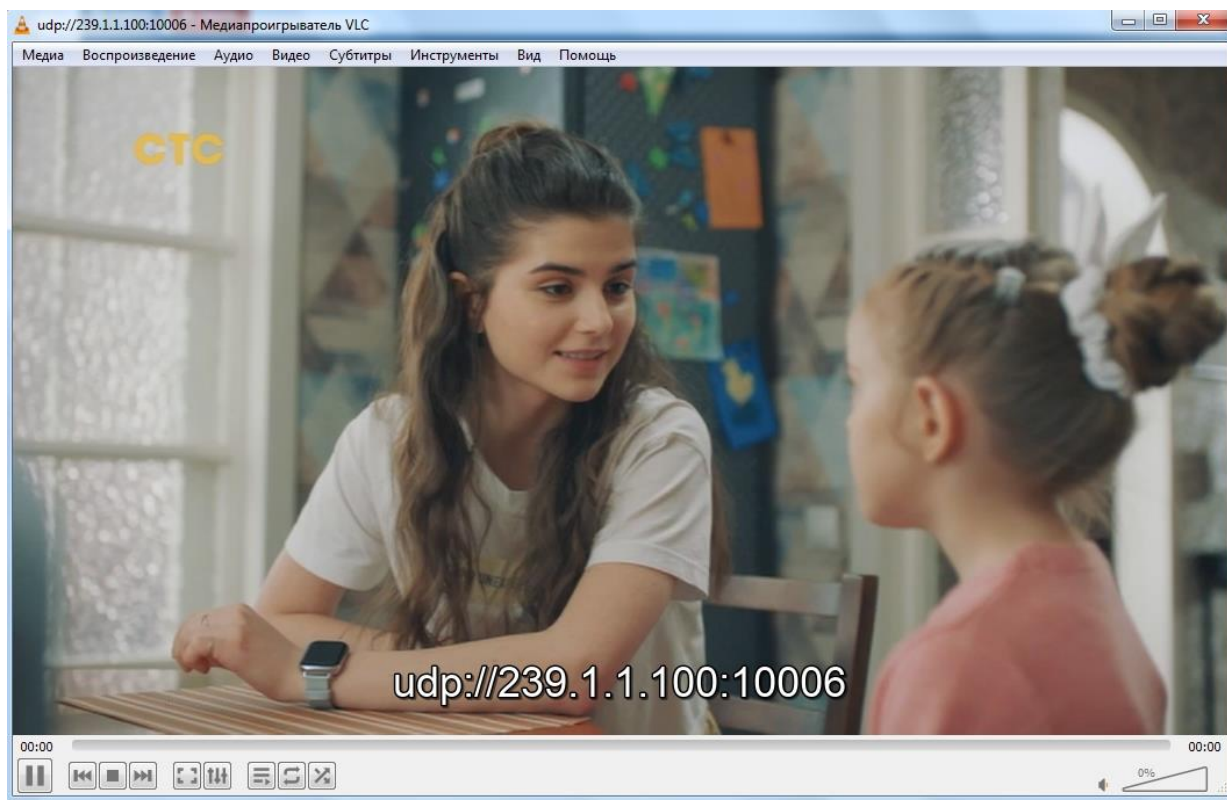 udp://239.1.1.100:10006 - Медиапроигрыватель VLC
Медиа Воспроизведение Аудио Видео Субтитры Инструменты Вид Помощь
СТС
udp://239.1.1.100:10006
00:00 00:00
0%